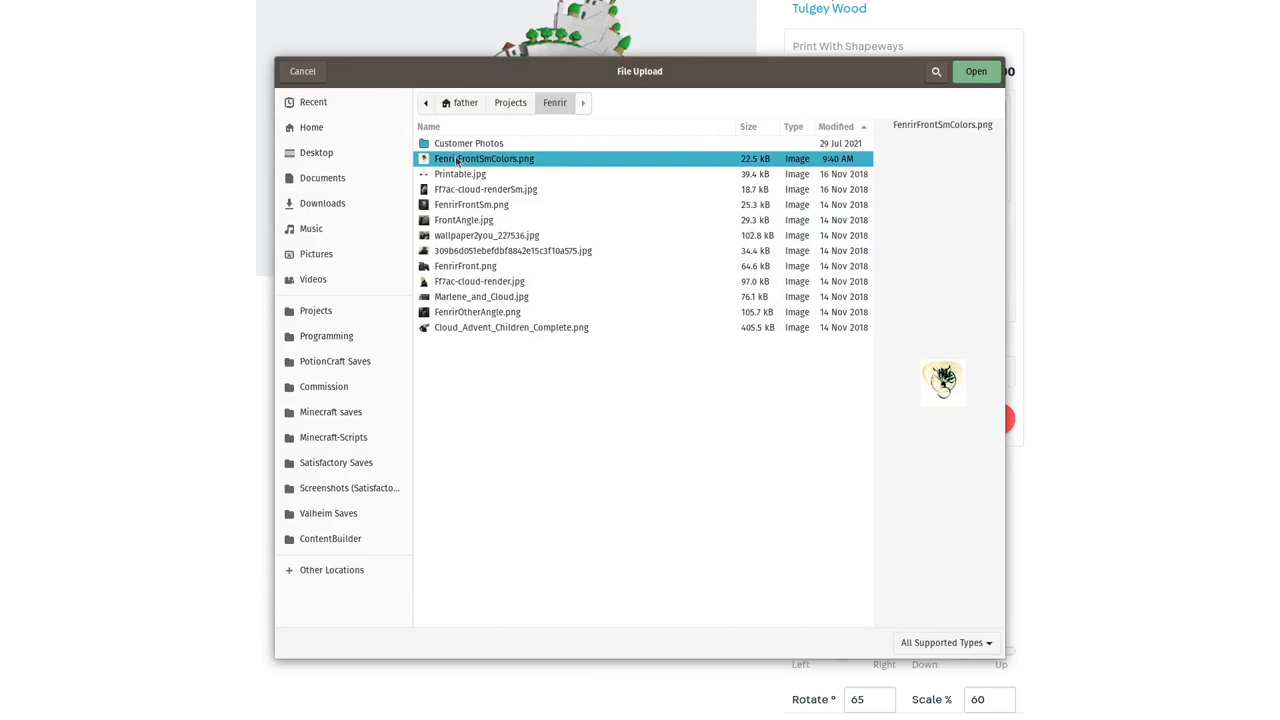 Tulgey Wood
Print With Shapeways
Cancel
File Upload
Open
00
Recent
Home
Desktop
Documents
Downloads
Music
Pictures
Videos
Projects
Programming
PotionCraft Saves
Commission
Minecraft saves
Minecraft-Scripts
Satisfactory Saves
Screenshots (Satisfacto...
Valheim Saves
ContentBuilder
Other Locations
father Projects Fenrir
Name Size Type Modified
Customer Photos 29 Jul 2021
FenrirFrontSmColors.png 22.5 kB Image 9:40 AM
Printable.jpg 39.4 kB Image 16 Nov 2018
Ff7ac-cloud-renderSm.jpg 18.7 kB Image 16 Nov 2018
FenrirFrontSm.png 25.3 kB Image 14 Nov 2018
FrontAngle.jpg 29.3 kB Image 14 Nov 2018
wallpaper2you_227536.jpg 102.8 kB Image 14 Nov 2018
309b6d051ebefdbf8842e15c3f10a575.jpg 34.4 kB Image 14 Nov 2018
FenrirFront.png 64.6 kB Image 14 Nov 2018
Ff7ac-cloud-render.jpg 97.0 kB Image 14 Nov 2018
Marlene_and_Cloud.jpg 76.1 kB Image 14 Nov 2018
FenrirOtherAngle.png 105.7 kB Image 14 Nov 2018
Cloud_Advent_Children_Complete.png 405.5 kB Image 14 Nov 2018
FenrirFrontSmColors.png
All Supported Types
Left Right Down Up
Rotate ° 65 Scale % 60